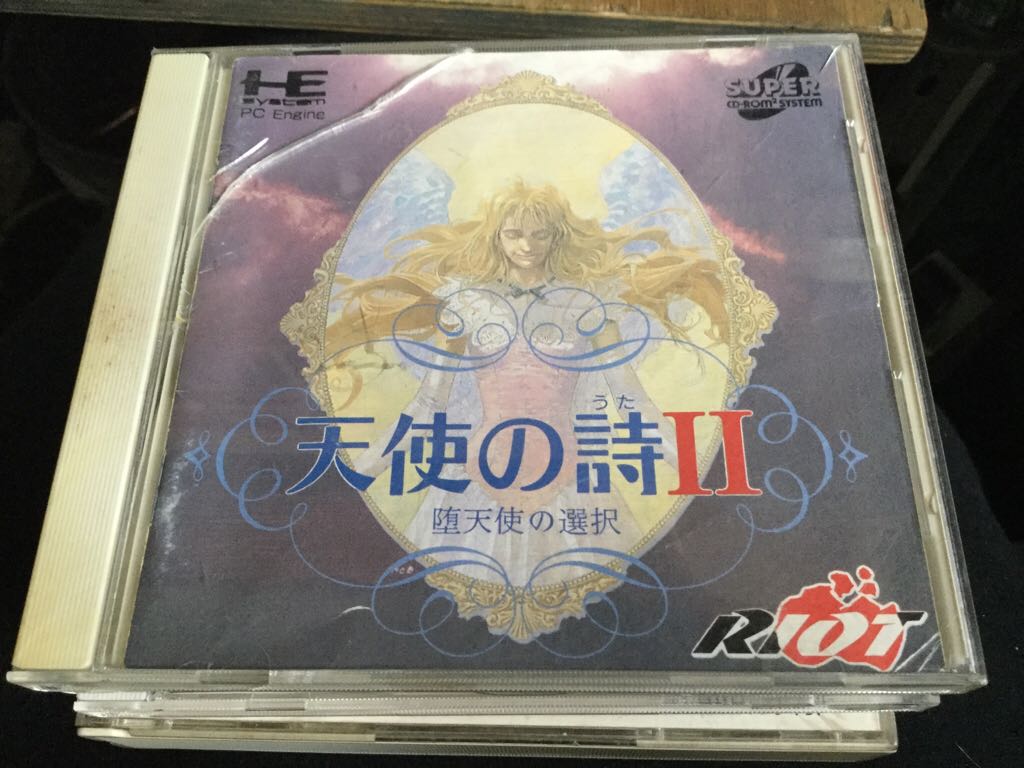 HE
system
PC Engine
SUPER
CD-ROM² SYSTEM
うた
天使の詩II
堕天使の選択
RIOT